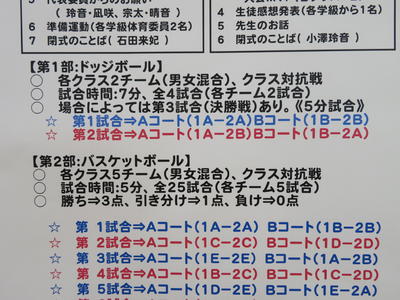 5 代表委員からのお願い
( 玲音・凪咲、宗太・晴音 )
6 準備運動(各学級体育委員2名)
7 閉式のことば( 石田来妃 )
4 生徒感想発表(各学級から1名)
5 先生のお話
6 閉式のことば( 小澤玲音 )
【第1部:ドッジボール】
○ 各クラス2チーム(男女混合)、クラス対抗戦
○ 試合時間:7分、全4試合(各チーム2試合)
○ 場合によっては第3試合(決勝戦)あり。《5分試合》
☆ 第1試合⇒Aコート(1A-2A)Bコート(1B-2B)
☆ 第2試合⇒Aコート(1A-2B)Bコート(1B-2A)
【第2部:バスケットボール】
○ 各クラス5チーム(男女混合)、クラス対抗戦
○ 試合時間:5分、全25試合(各チーム5試合)
○ 勝ち⇒3点、引き分け⇒1点、負け⇒0点
☆ 第 1試合⇒Aコート(1A-2A) Bコート(1B-2B)
☆ 第 2試合⇒Aコート(1C-2C) Bコート(1D-2D)
☆ 第 3試合⇒Aコート(1E-2E) Bコート(1A-2B)
☆ 第 4試合⇒Aコート(1B-2C) Bコート(1C-2D)
☆ 第 5試合⇒Aコート(1D-2E) Bコート(1E-2A)